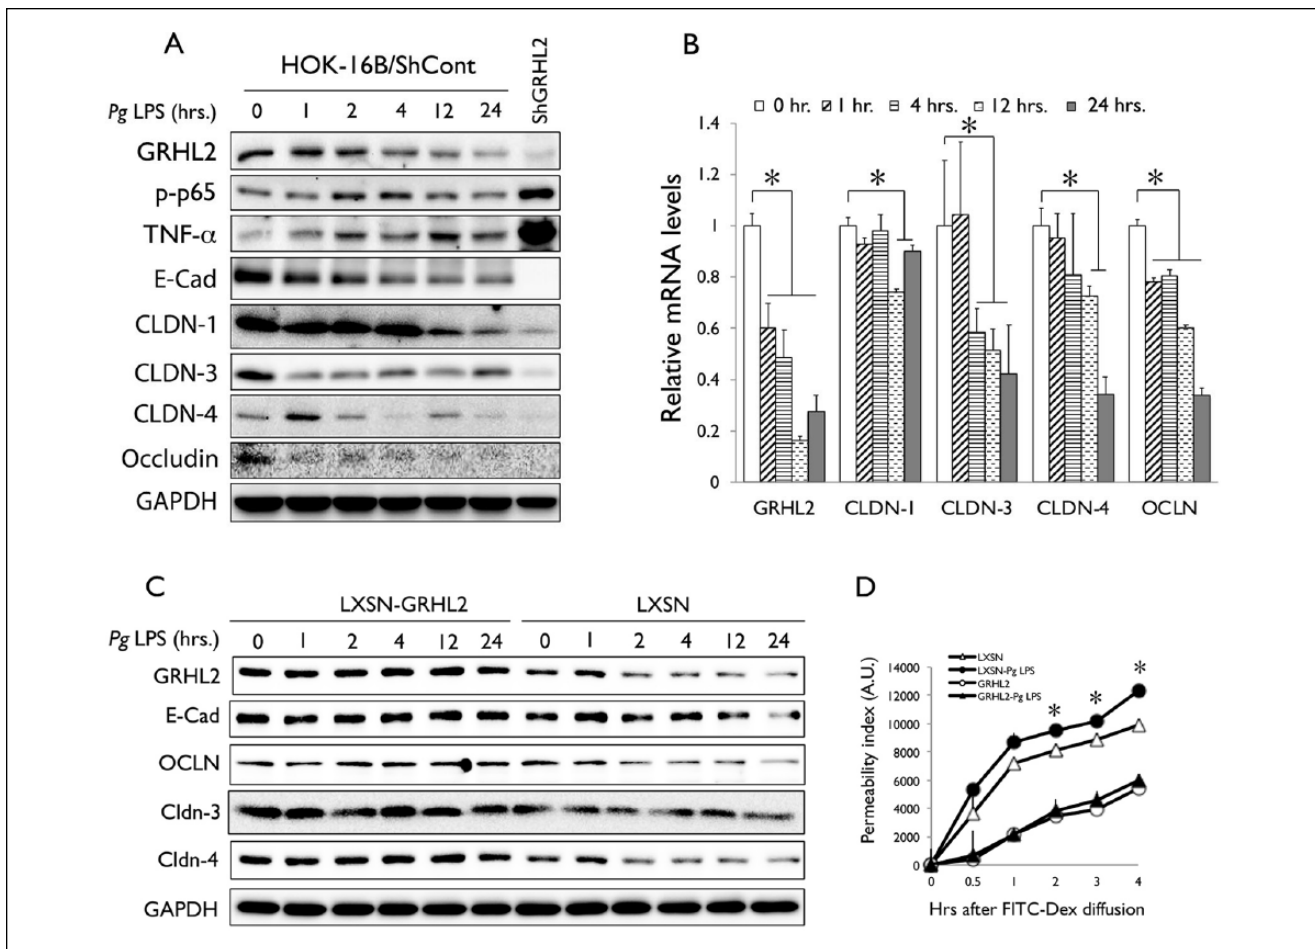 A
HOK-16B/ShCont
ShGRHL2
Pg LPS (hrs.) 0 1 2 4 12 24
GRHL2
p-p65
TNF-α
E-Cad
CLDN-1
CLDN-3
CLDN-4
Occludin
GAPDH
B
0 hr. 1 hr. 4 hrs. 12 hrs. 24 hrs.
Relative mRNA levels
1.4
1.2
1
0.8
0.6
0.4
0.2
0
* * * * *
GRHL2 CLDN-1 CLDN-3 CLDN-4 OCLN
C
LXSN-GRHL2 LXSN
Pg LPS (hrs.) 0 1 2 4 12 24 0 1 2 4 12 24
GRHL2
E-Cad
OCLN
Cldn-3
Cldn-4
GAPDH
D
LXSN
LXSN-Pg LPS
GRHL2
GRHL2-Pg LPS
Permeability index (A.U.)
14000
12000
10000
8000
6000
4000
2000
0
* * *
0 0.5 1 2 3 4
Hrs after FITC-Dex diffusion